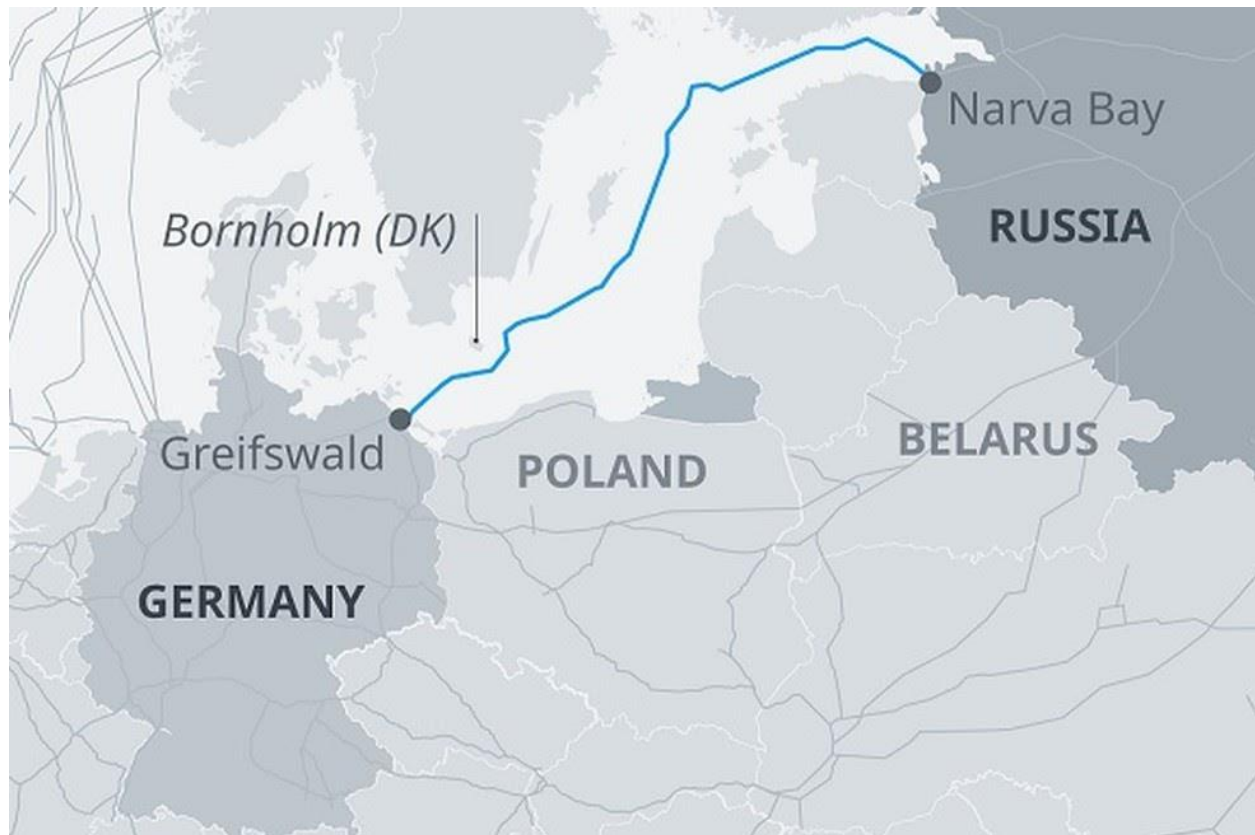 Narva Bay
RUSSIA
Bornholm (DK)
BELARUS
Greifswald
POLAND
GERMANY